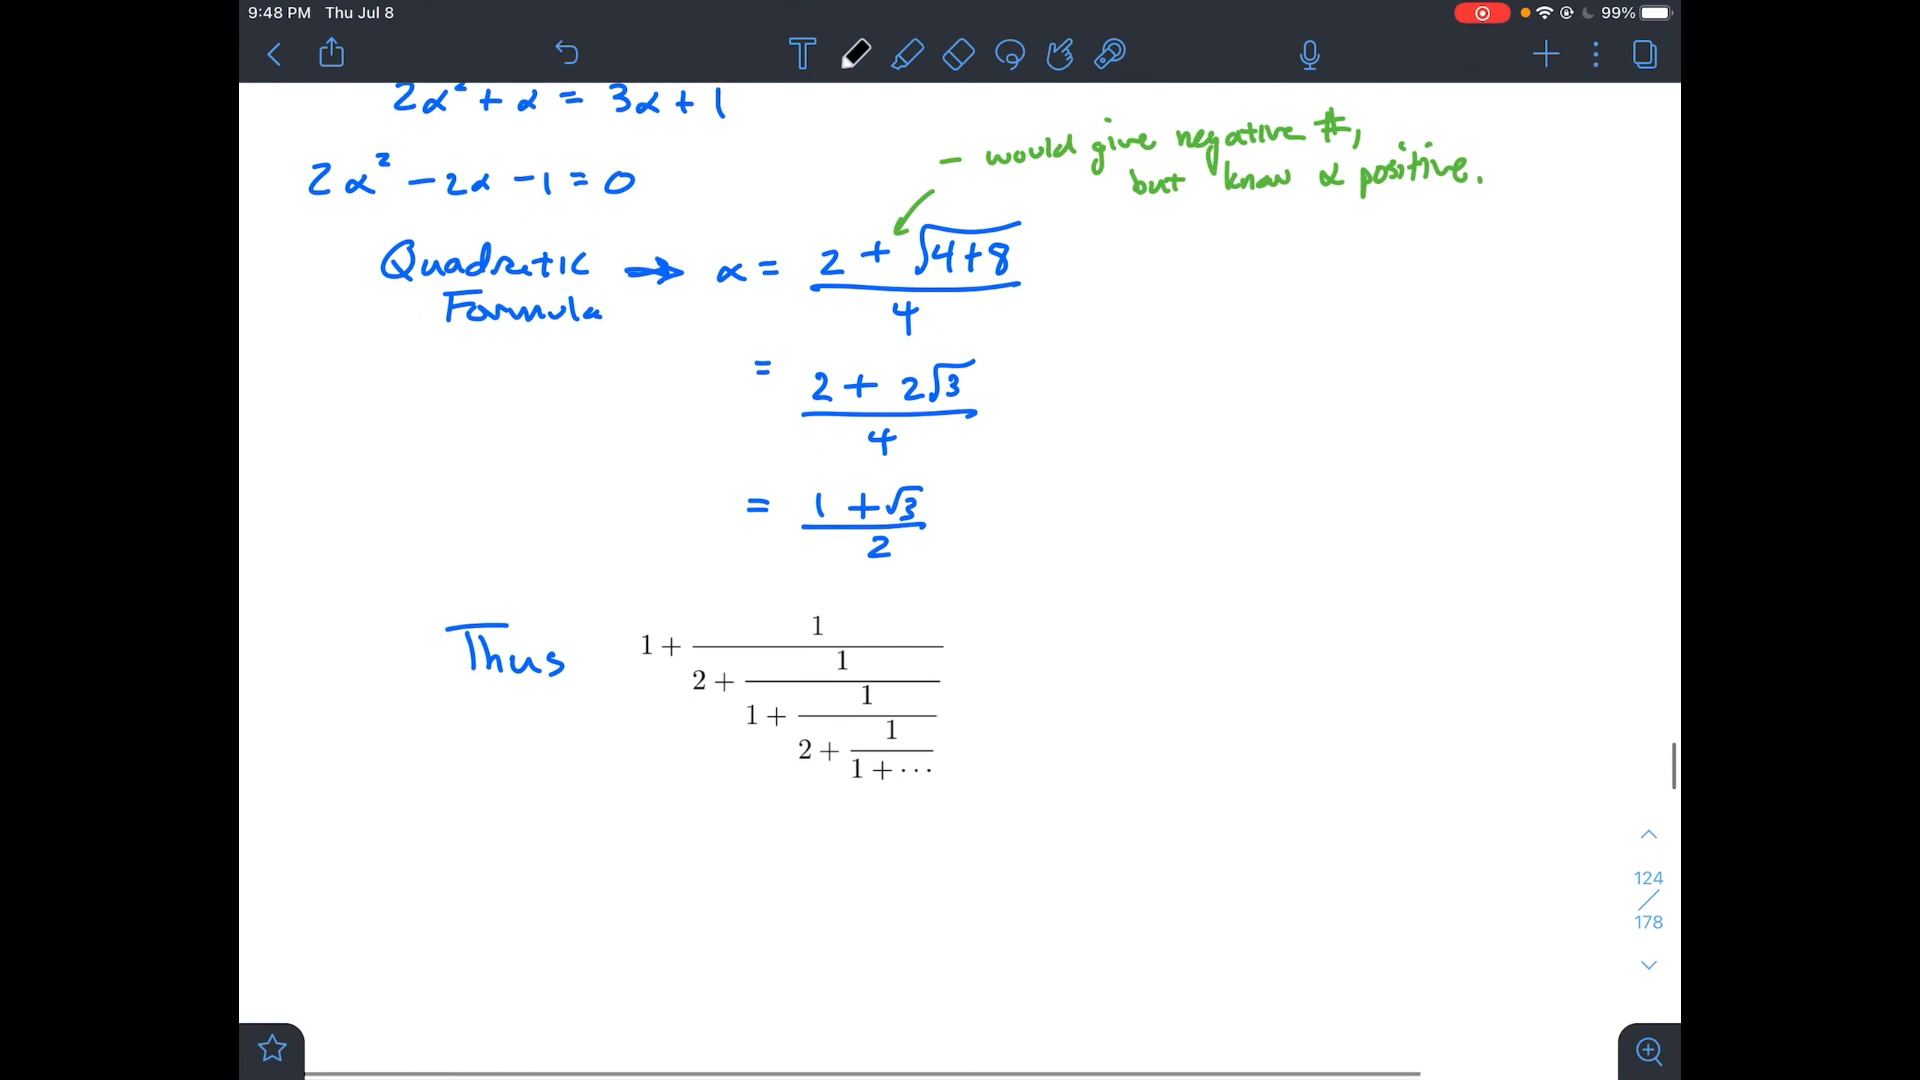 9:48 PM Thu Jul 8
99%
2α² + α = 3α + 1
- would give negative #,
but know α positive.
2α² - 2α - 1 = 0
Quadratic Formula → α = (2 + √(4+8)) / 4
= (2 + 2√3) / 4
= (1 + √3) / 2
Thus 1 + 1/(2 + 1/(1 + 1/(2 + 1/(1 + ···))))
124
/
178